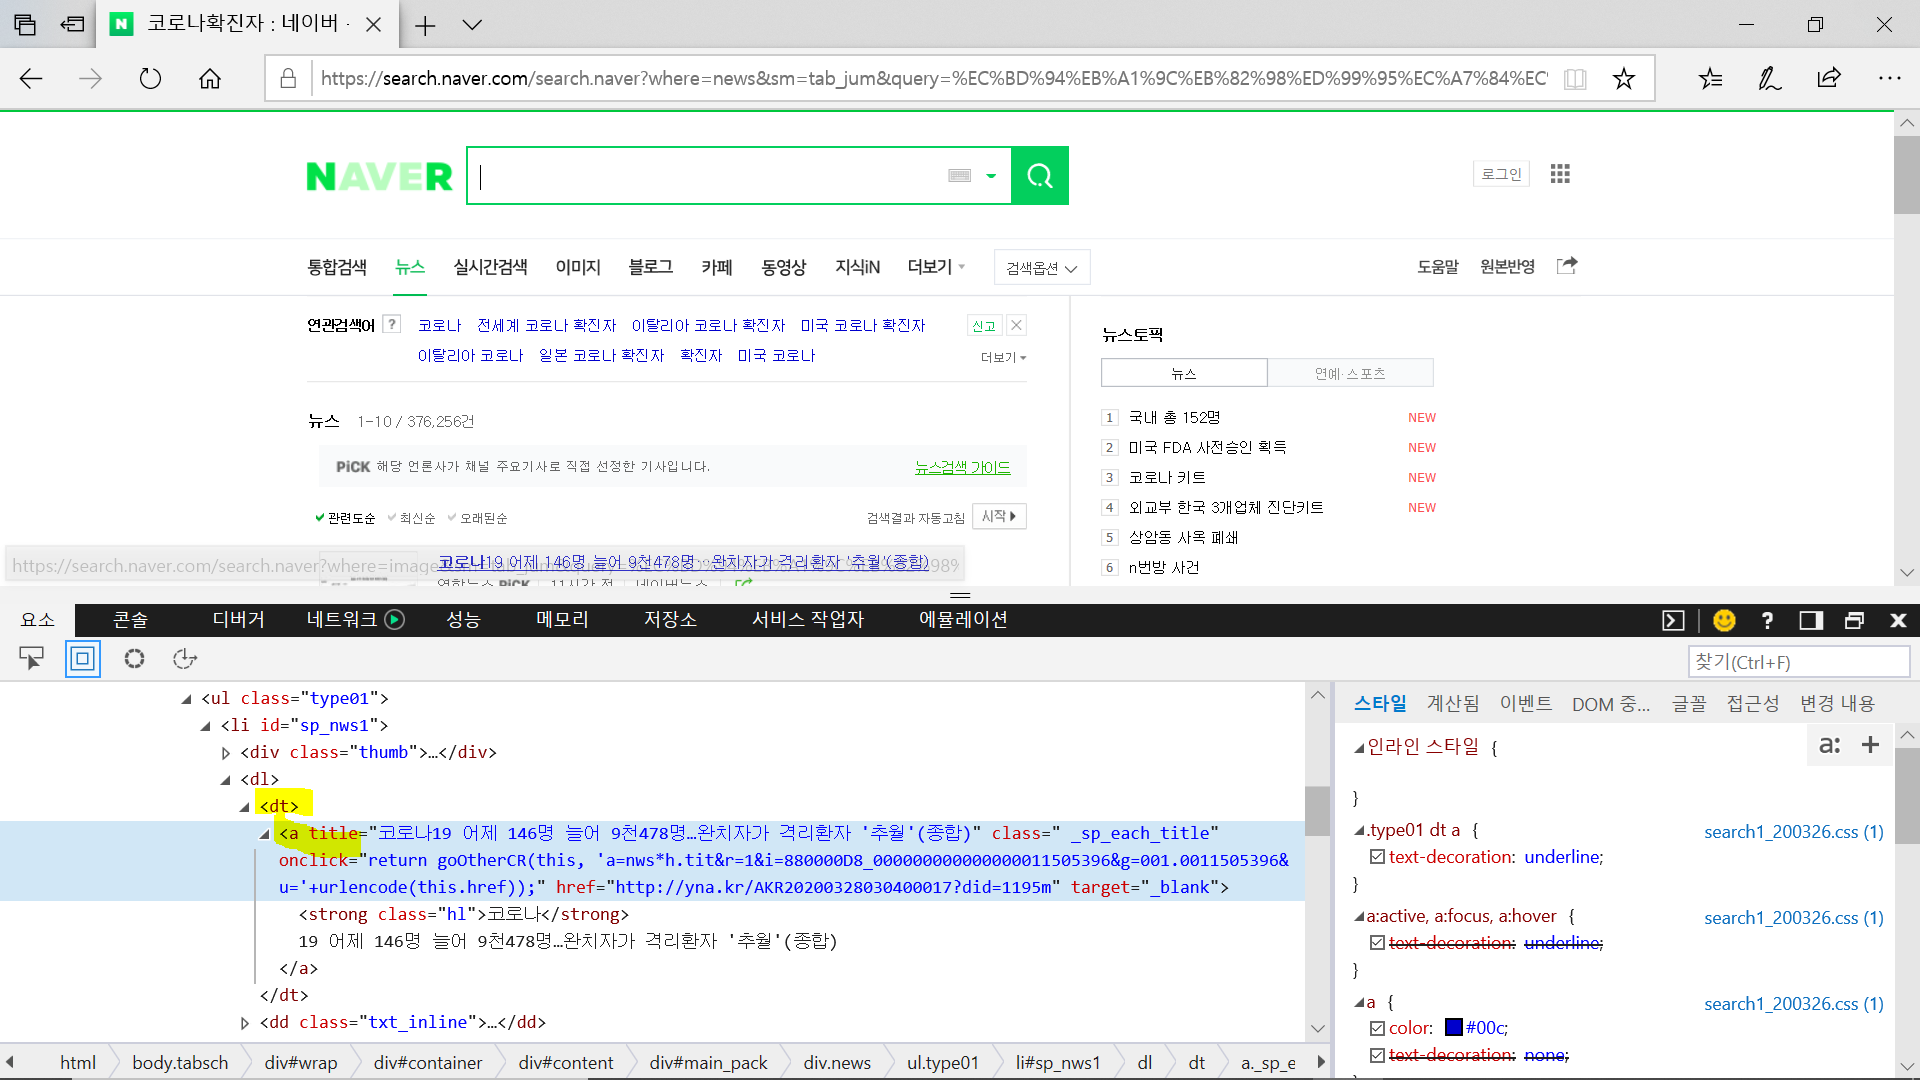 코로나확진자 : 네이버 ·
https://search.naver.com/search.naver?where=news&sm=tab_jum&query=%EC%BD%94%EB%A1%9C%EB%82%98%ED%99%95%EC%A7%84%EC%9
NAVER
로그인
통합검색 뉴스 실시간검색 이미지 블로그 카페 동영상 지식iN 더보기 검색옵션
도움말 원본반영
연관검색어 ? 코로나 전세계 코로나 확진자 이탈리아 코로나 확진자 미국 코로나 확진자 신고
이탈리아 코로나 일본 코로나 확진자 확진자 미국 코로나 더보기
뉴스 1-10 / 376,256건
PiCK 해당 언론사가 채널 주요기사로 직접 선정한 기사입니다. 뉴스검색 가이드
관련도순 최신순 오래된순 검색결과 자동고침 시작
코로나19 어제 146명 늘어 9천478명…완치자가 격리환자 '추월'(종합)
https://search.naver.com/search.naver?where=image
연합뉴스 PiCK 11시간 전 네이버뉴스
뉴스토픽
뉴스 연예·스포츠
1 국내 총 152명 NEW
2 미국 FDA 사전승인 획득 NEW
3 코로나 키트 NEW
4 외교부 한국 3개업체 진단키트 NEW
5 상암동 사옥 폐쇄
6 n번방 사건
요소 콘솔 디버거 네트워크 성능 메모리 저장소 서비스 작업자 에뮬레이션 ?
찾기(Ctrl+F)
<ul class="type01">
<li id="sp_nws1">
<div class="thumb">…</div>
<dl>
<dt>
<a title="코로나19 어제 146명 늘어 9천478명…완치자가 격리환자 '추월'(종합)" class=" _sp_each_title"
onclick="return goOtherCR(this, 'a=nws*h.tit&r=1&i=880000D8_000000000000000011505396&g=001.0011505396&
u='+urlencode(this.href));" href="http://yna.kr/AKR20200328030400017?did=1195m" target="_blank">
<strong class="hl">코로나</strong>
19 어제 146명 늘어 9천478명…완치자가 격리환자 '추월'(종합)
</a>
</dt>
<dd class="txt_inline">…</dd>
html body.tabsch div#wrap div#container div#content div#main_pack div.news ul.type01 li#sp_nws1 dl dt a._sp_e
스타일 계산됨 이벤트 DOM 중... 글꼴 접근성 변경 내용
인라인 스타일 {
a: +
}
.type01 dt a { search1_200326.css (1)
text-decoration: underline;
}
a:active, a:focus, a:hover { search1_200326.css (1)
text-decoration: underline;
}
a { search1_200326.css (1)
color: #00c;
text-decoration: none;